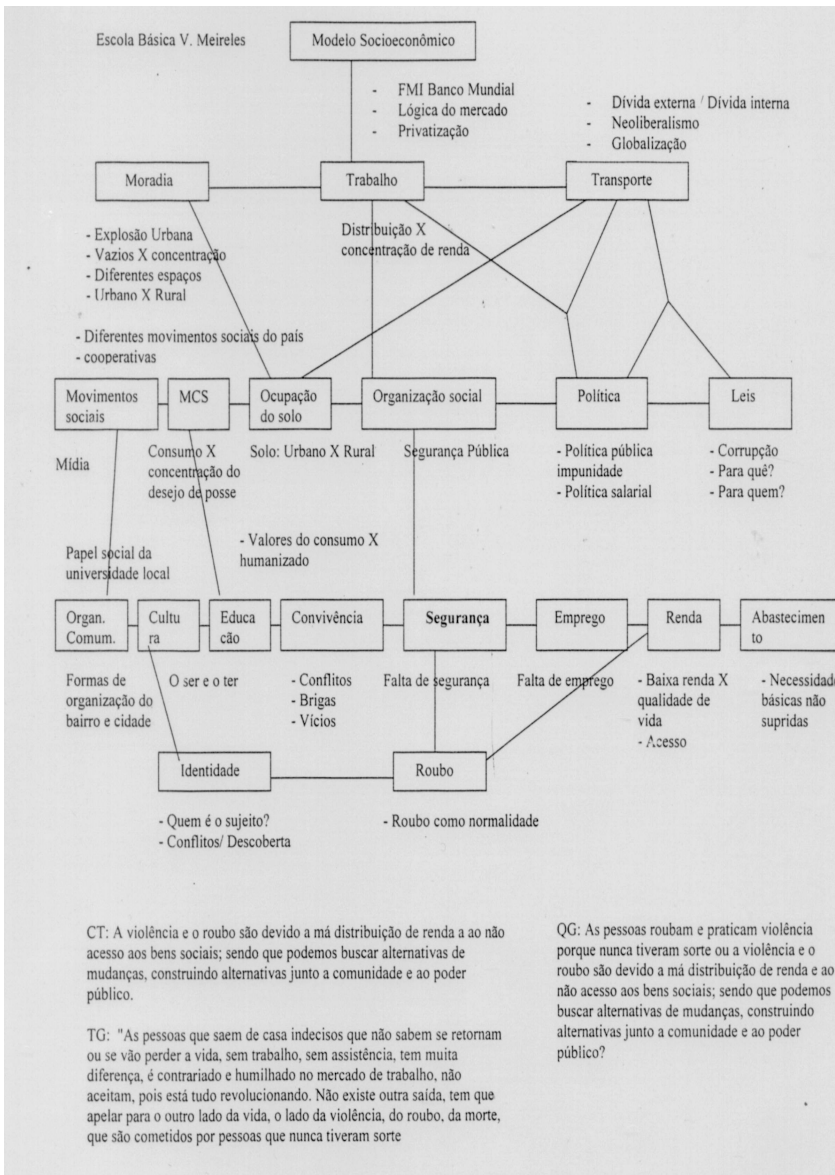 Escola Básica V. Meireles
Modelo Socioeconômico
- FMI Banco Mundial
- Lógica do mercado
- Privatização
- Dívida externa / Dívida interna
- Neoliberalismo
- Globalização
Moradia
Trabalho
Transporte
- Explosão Urbana
- Vazios X concentração
- Diferentes espaços
- Urbano X Rural
Distribuição X
concentração de renda
- Diferentes movimentos sociais do país
- cooperativas
Movimentos
sociais
MCS
Ocupação
do solo
Organização social
Política
Leis
Mídia
Consumo X
concentração do
desejo de posse
Solo: Urbano X Rural
Segurança Pública
- Política pública
impunidade
- Política salarial
- Corrupção
- Para quê?
- Para quem?
Papel social da
universidade local
- Valores do consumo X
humanizado
Organ.
Comum.
Cultu
ra
Educa
cão
Convivência
Segurança
Emprego
Renda
Abastecimen
to
Formas de
organização do
bairro e cidade
O ser e o ter
- Conflitos
- Brigas
- Vícios
Falta de segurança
Falta de emprego
- Baixa renda X
qualidade de
vida
- Acesso
- Necessidade
básicas não
supridas
Identidade
Roubo
- Quem é o sujeito?
- Conflitos/ Descoberta
- Roubo como normalidade
CT: A violência e o roubo são devido a má distribuição de renda a ao não
acesso aos bens sociais; sendo que podemos buscar alternativas de
mudanças, construindo alternativas junto a comunidade e ao poder
público.
TG: "As pessoas que saem de casa indecisos que não sabem se retornam
ou se vão perder a vida, sem trabalho, sem assistência, tem muita
diferença, é contrariado e humilhado no mercado de trabalho, não
aceitam, pois está tudo revolucionando. Não existe outra saída, tem que
apelar para o outro lado da vida, o lado da violência, do roubo, da morte,
que são cometidos por pessoas que nunca tiveram sorte
QG: As pessoas roubam e praticam violência
porque nunca tiveram sorte ou a violência e o
roubo são devido a má distribuição de renda e ao
não acesso aos bens sociais; sendo que podemos
buscar alternativas de mudanças, construindo
alternativas junto a comunidade e ao poder
público?